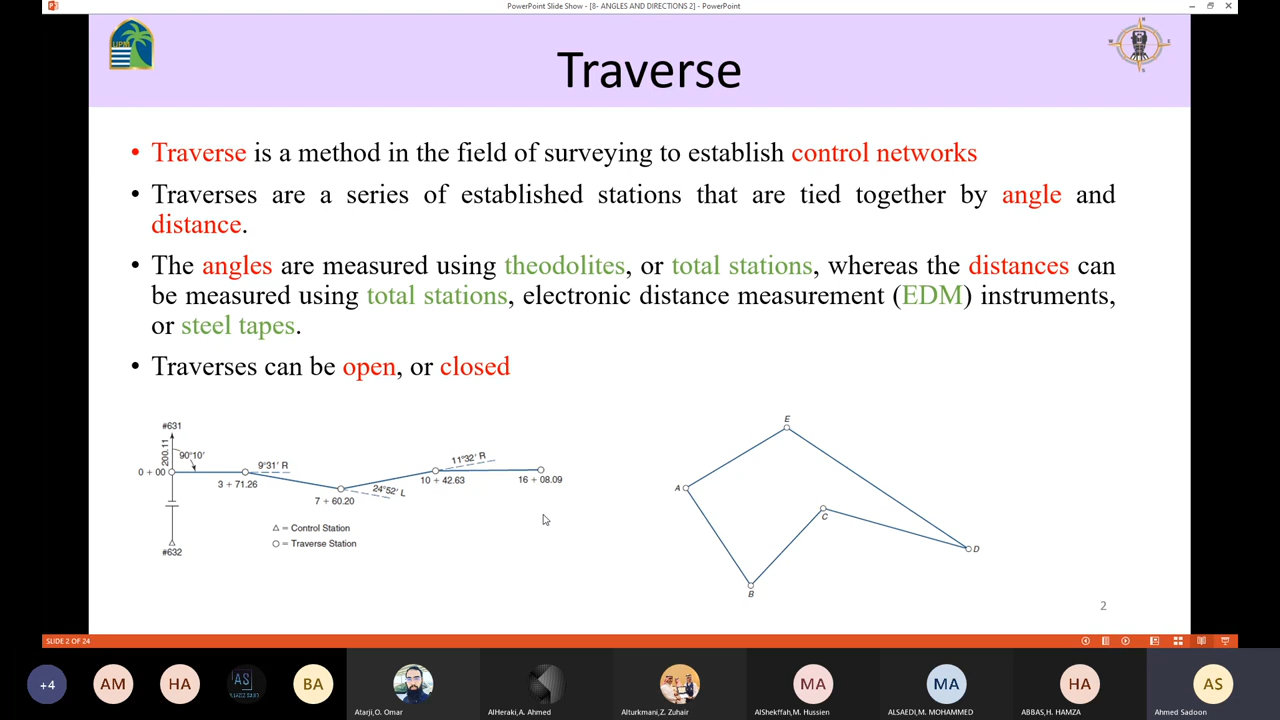 PowerPoint Slide Show - [8- ANGLES AND DIRECTIONS 2] - PowerPoint
UPM
Traverse
• Traverse is a method in the field of surveying to establish control networks
• Traverses are a series of established stations that are tied together by angle and
distance.
• The angles are measured using theodolites, or total stations, whereas the distances can
be measured using total stations, electronic distance measurement (EDM) instruments,
or steel tapes.
• Traverses can be open, or closed
#631
200.11
90°10'
0 + 00
9°31' R
3 + 71.26
7 + 60.20
24°52' L
10 + 42.63
11°32' R
16 + 08.09
△ = Control Station
○ = Traverse Station
#632
E
A
C
D
B
2
SLIDE 2 OF 24
+4
AM
HA
AS
BA
MA
MA
HA
AS
Atarji,O. Omar
AlHeraki,A. Ahmed
Alturkmani,Z. Zuhair
AlShekffah,M. Hussien
ALSAEDI,M. MOHAMMED
ABBAS,H. HAMZA
Ahmed Sadoon